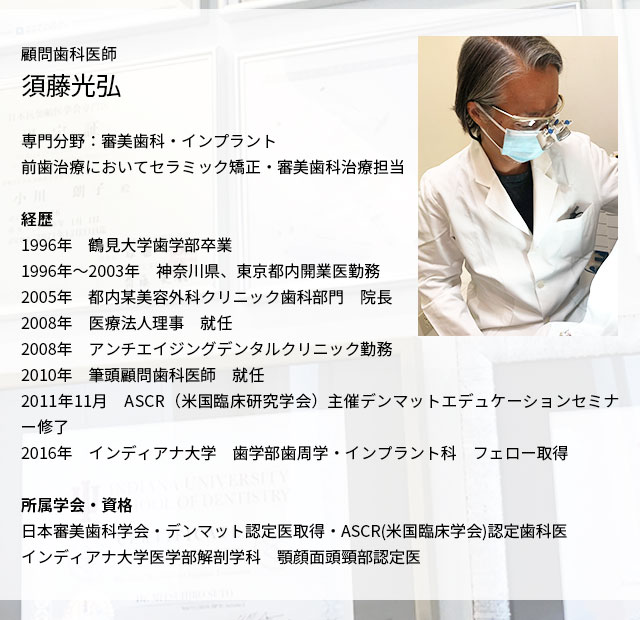 顧問歯科医師
須藤光弘
専門分野：審美歯科・インプラント
前歯治療においてセラミック矯正・審美歯科治療担当
経歴
1996年　鶴見大学歯学部卒業
1996年～2003年　神奈川県、東京都内開業医勤務
2005年　都内某美容外科クリニック歯科部門　院長
2008年　医療法人理事　就任
2008年　アンチエイジングデンタルクリニック勤務
2010年　筆頭顧問歯科医師　就任
2011年11月　ASCR（米国臨床研究学会）主催デンマットエデュケーションセミナ
ー修了
2016年　インディアナ大学　歯学部歯周学・インプラント科　フェロー取得
所属学会・資格
日本審美歯科学会・デンマット認定医取得・ASCR(米国臨床学会)認定歯科医
インディアナ大学医学部解剖学科　顎顔面頭頸部認定医
小川　朗子
INDIANA UNIVERSITY
SCHOOL OF DENTISTRY